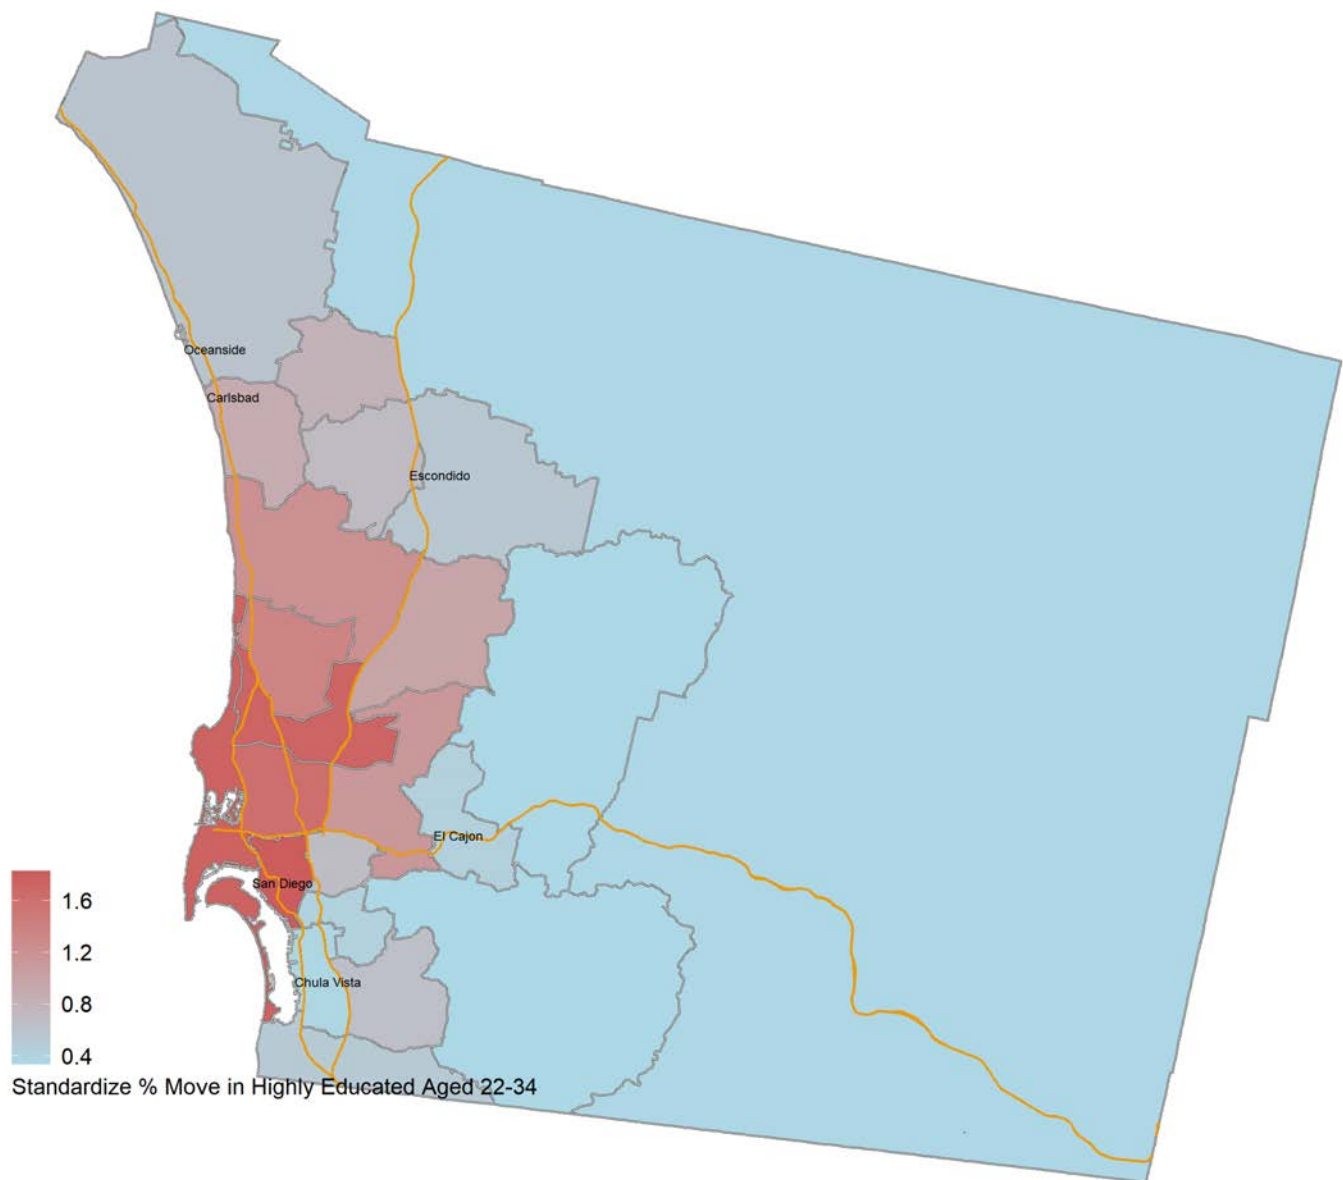 Oceanside
Carlsbad
Escondido
El Cajon
San Diego
Chula Vista
1.6
1.2
0.8
0.4
Standardize % Move in Highly Educated Aged 22-34